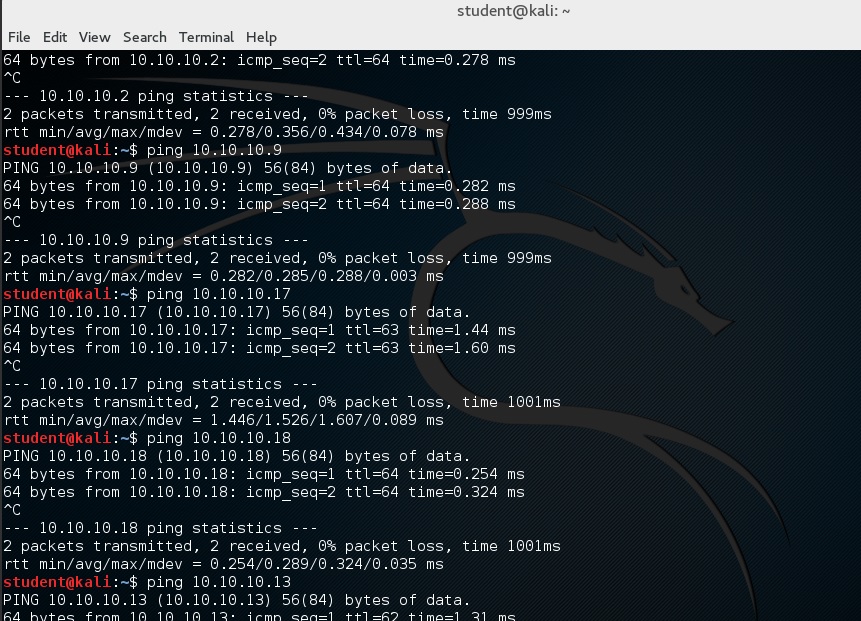 student@kali: ~
File Edit View Search Terminal Help
64 bytes from 10.10.10.2: icmp_seq=2 ttl=64 time=0.278 ms
^C
--- 10.10.10.2 ping statistics ---
2 packets transmitted, 2 received, 0% packet loss, time 999ms
rtt min/avg/max/mdev = 0.278/0.356/0.434/0.078 ms
student@kali:~$ ping 10.10.10.9
PING 10.10.10.9 (10.10.10.9) 56(84) bytes of data.
64 bytes from 10.10.10.9: icmp_seq=1 ttl=64 time=0.282 ms
64 bytes from 10.10.10.9: icmp_seq=2 ttl=64 time=0.288 ms
^C
--- 10.10.10.9 ping statistics ---
2 packets transmitted, 2 received, 0% packet loss, time 999ms
rtt min/avg/max/mdev = 0.282/0.285/0.288/0.003 ms
student@kali:~$ ping 10.10.10.17
PING 10.10.10.17 (10.10.10.17) 56(84) bytes of data.
64 bytes from 10.10.10.17: icmp_seq=1 ttl=63 time=1.44 ms
64 bytes from 10.10.10.17: icmp_seq=2 ttl=63 time=1.60 ms
^C
--- 10.10.10.17 ping statistics ---
2 packets transmitted, 2 received, 0% packet loss, time 1001ms
rtt min/avg/max/mdev = 1.446/1.526/1.607/0.089 ms
student@kali:~$ ping 10.10.10.18
PING 10.10.10.18 (10.10.10.18) 56(84) bytes of data.
64 bytes from 10.10.10.18: icmp_seq=1 ttl=64 time=0.254 ms
64 bytes from 10.10.10.18: icmp_seq=2 ttl=64 time=0.324 ms
^C
--- 10.10.10.18 ping statistics ---
2 packets transmitted, 2 received, 0% packet loss, time 1001ms
rtt min/avg/max/mdev = 0.254/0.289/0.324/0.035 ms
student@kali:~$ ping 10.10.10.13
PING 10.10.10.13 (10.10.10.13) 56(84) bytes of data.
64 bytes from 10.10.10.13: icmp_seq=1 ttl=62 time=1.31 ms